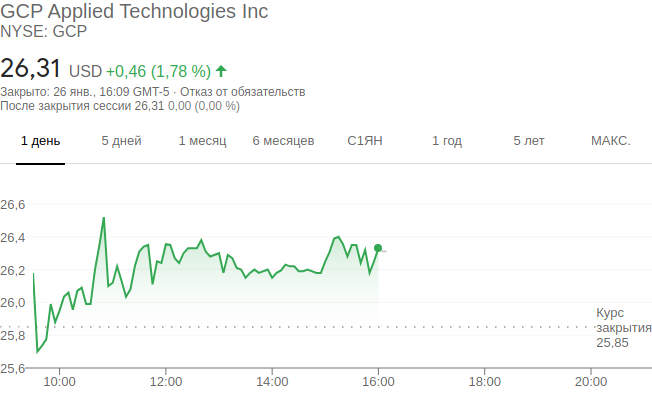 GCP Applied Technologies Inc
NYSE: GCP
26,31 USD +0,46 (1,78 %)
Закрыто: 26 янв., 16:09 GMT-5 · Отказ от обязательств
После закрытия сессии 26,31 0,00 (0,00 %)
1 день 5 дней 1 месяц 6 месяцев С1ЯН 1 год 5 лет МАКС.
26,6
26,4
26,2
26,0
25,8
25,6
Курс
закрытия
25,85
10:00 12:00 14:00 16:00 18:00 20:00